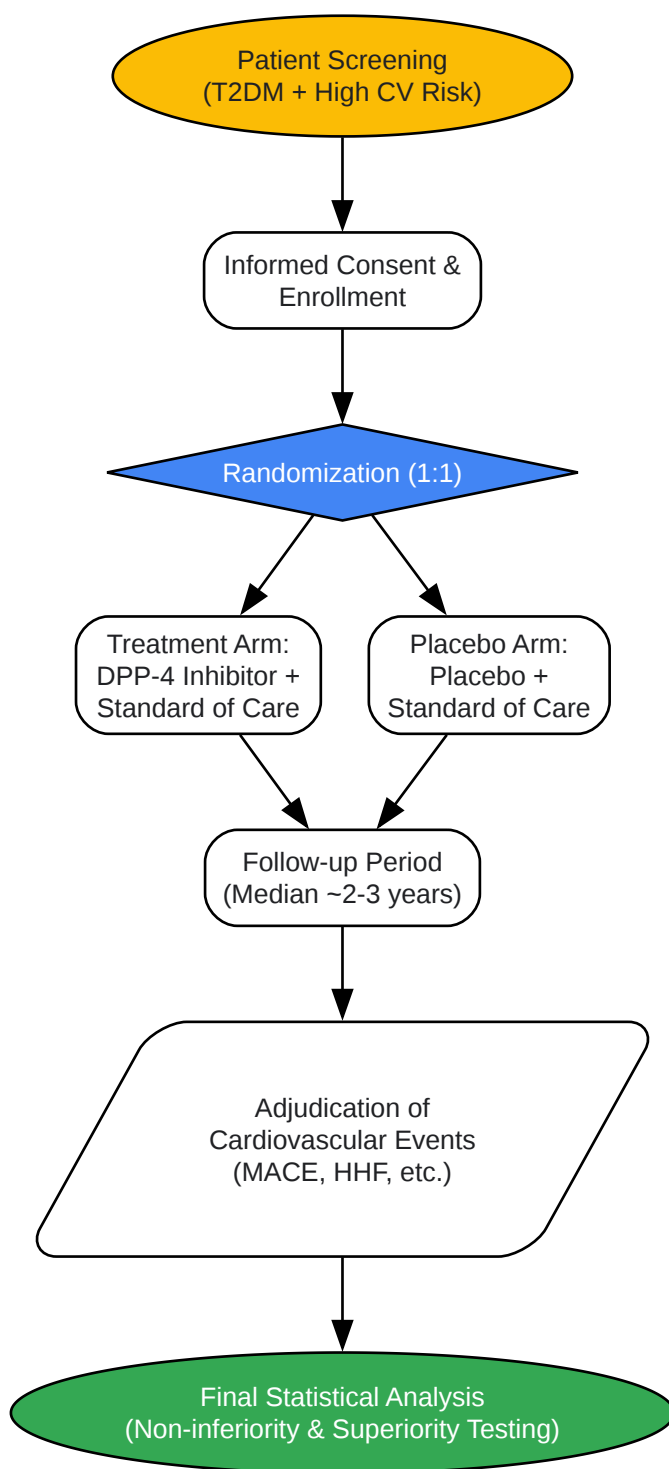 Patient Screening
(T2DM + High CV Risk)
Informed Consent &
Enrollment
Randomization (1:1)
Treatment Arm:
DPP-4 Inhibitor +
Standard of Care
Placebo Arm:
Placebo +
Standard of Care
Follow-up Period
(Median ~2-3 years)
Adjudication of
Cardiovascular Events
(MACE, HHF, etc.)
Final Statistical Analysis
(Non-inferiority & Superiority Testing)